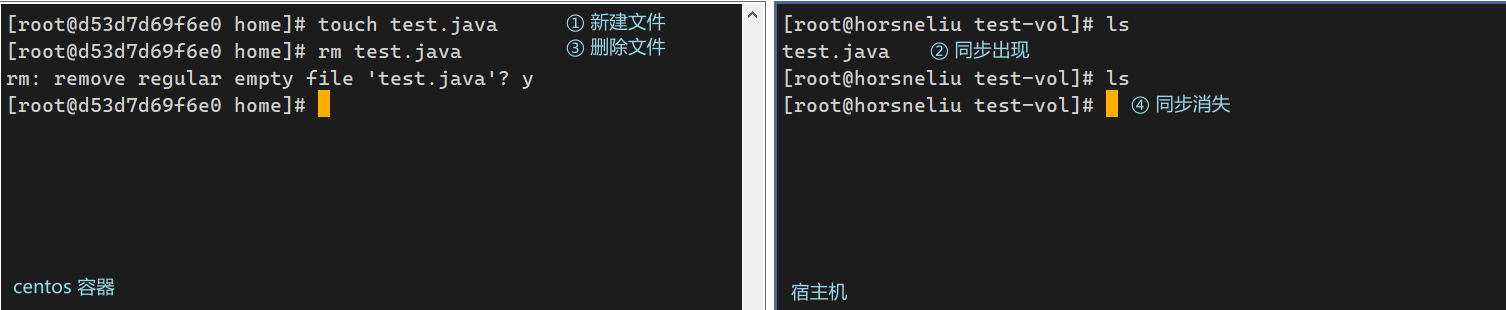 [root@d53d7d69f6e0 home]# touch test.java ① 新建文件
[root@d53d7d69f6e0 home]# rm test.java ③ 删除文件
rm: remove regular empty file 'test.java'? y
[root@d53d7d69f6e0 home]#
centos 容器
[root@horsneliu test-vol]# ls
test.java ② 同步出现
[root@horsneliu test-vol]# ls
[root@horsneliu test-vol]# ④ 同步消失
宿主机